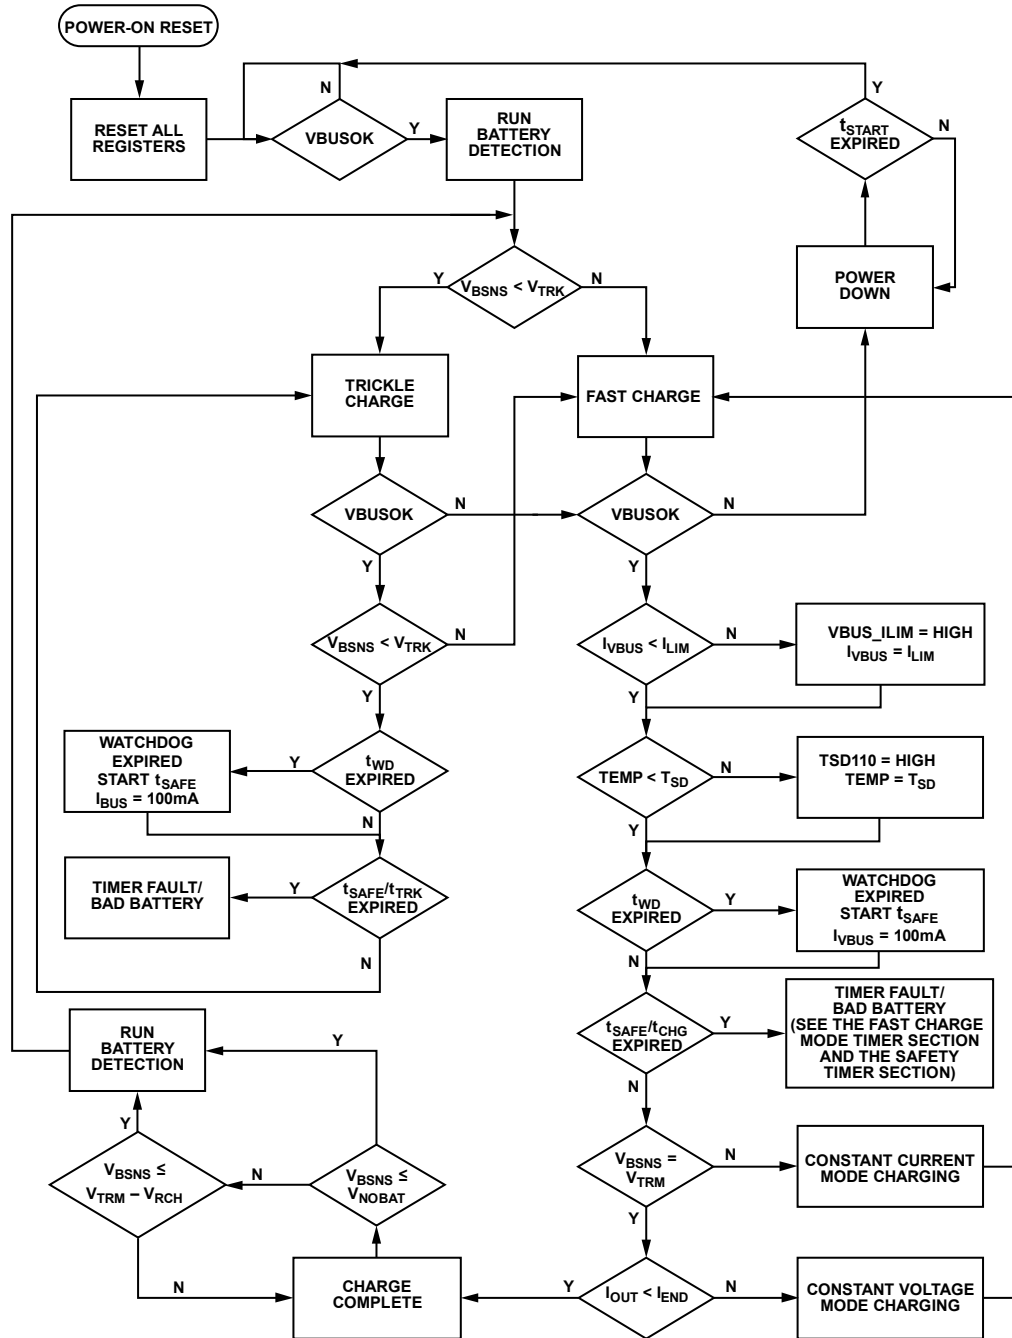 POWER-ON RESET
RESET ALL
REGISTERS
N
VBUSOK
Y
RUN
BATTERY
DETECTION
Y
tSTART
EXPIRED
N
POWER
DOWN
Y
VBSNS < VTRK
N
TRICKLE
CHARGE
FAST CHARGE
VBUSOK
N
Y
VBUSOK
N
Y
VBSNS < VTRK
N
Y
IVBUS < ILIM
N
Y
VBUS_ILIM = HIGH
IVBUS = ILIM
WATCHDOG
EXPIRED
START tSAFE
IBUS = 100mA
Y
tWD
EXPIRED
N
TEMP < TSD
N
Y
TSD110 = HIGH
TEMP = TSD
TIMER FAULT/
BAD BATTERY
Y
tSAFE/tTRK
EXPIRED
N
tWD
EXPIRED
Y
N
WATCHDOG
EXPIRED
START tSAFE
IVBUS = 100mA
tSAFE/tCHG
EXPIRED
Y
N
TIMER FAULT/
BAD BATTERY
(SEE THE FAST CHARGE
MODE TIMER SECTION
AND THE SAFETY
TIMER SECTION)
RUN
BATTERY
DETECTION
Y
Y
VBSNS ≤
VTRM – VRCH
N
VBSNS ≤
VNOBAT
N
CHARGE
COMPLETE
VBSNS =
VTRM
N
Y
CONSTANT CURRENT
MODE CHARGING
Y
IOUT < IEND
N
CONSTANT VOLTAGE
MODE CHARGING